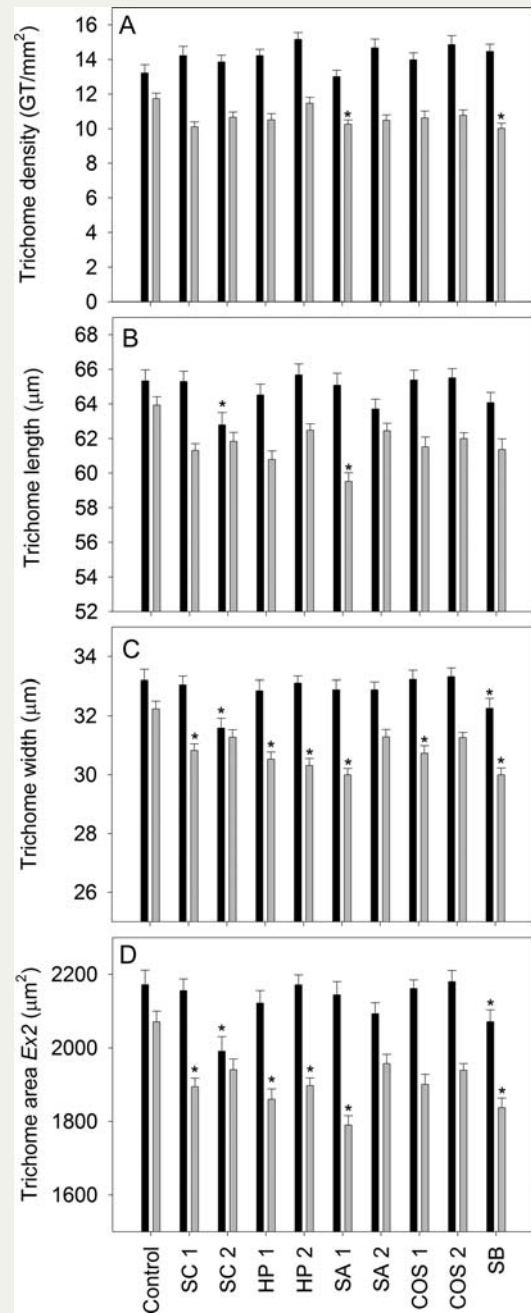 A
Trichome density (GT/mm²)
16
14
12
10
8
6
4
2
0
*
*
B
Trichome length (μm)
68
66
64
62
60
58
56
54
52
*
*
C
Trichome width (μm)
34
32
30
28
26
*
*
*
*
*
*
*
*
D
Trichome area Ex2 (μm²)
2200
2000
1800
1600
*
*
*
*
*
*
*
Control
SC 1
SC 2
HP 1
HP 2
SA 1
SA 2
COS 1
COS 2
SB